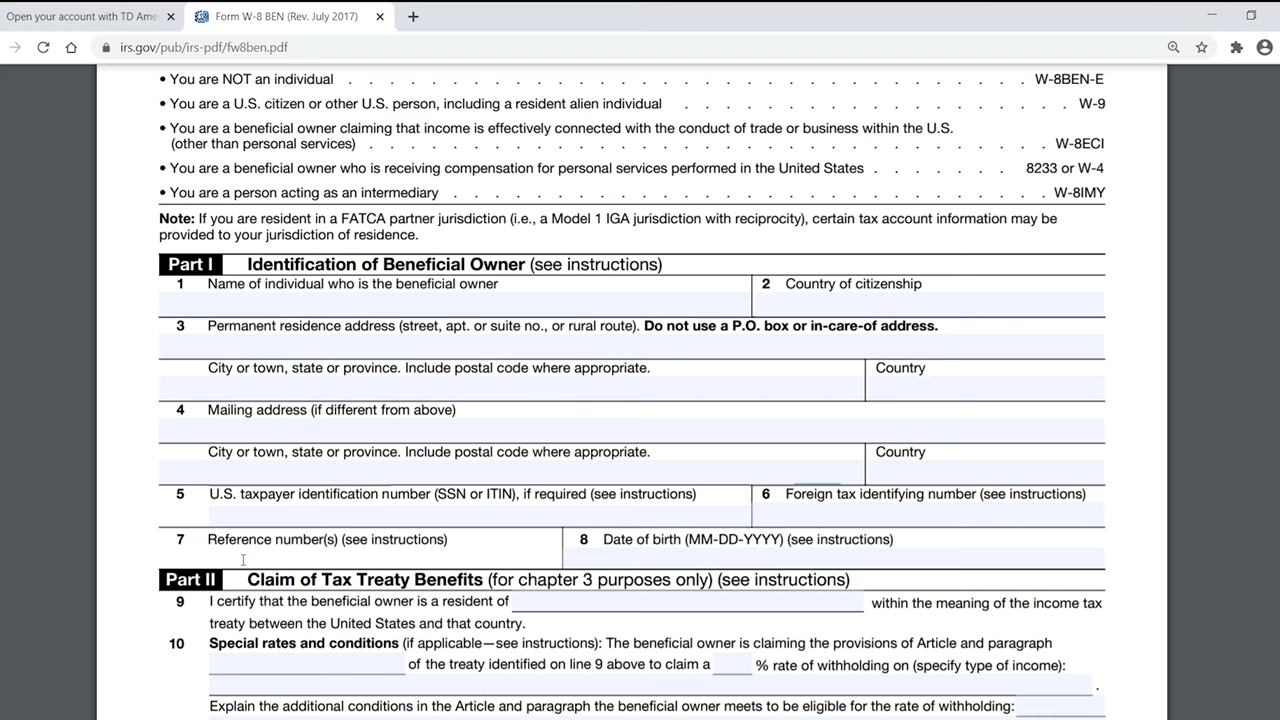 Open your account with TD Amer
Form W-8 BEN (Rev. July 2017)
irs.gov/pub/irs-pdf/fw8ben.pdf
• You are NOT an individual . . . . . . . . . . . . . . . . . . . . . . W-8BEN-E
• You are a U.S. citizen or other U.S. person, including a resident alien individual . . . . . . . . . . W-9
• You are a beneficial owner claiming that income is effectively connected with the conduct of trade or business within the U.S.
(other than personal services) . . . . . . . . . . . . . . . . . . . . . W-8ECI
• You are a beneficial owner who is receiving compensation for personal services performed in the United States . . . . . . 8233 or W-4
• You are a person acting as an intermediary . . . . . . . . . . . . . . . . . . W-8IMY
Note: If you are resident in a FATCA partner jurisdiction (i.e., a Model 1 IGA jurisdiction with reciprocity), certain tax account information may be
provided to your jurisdiction of residence.
Part I Identification of Beneficial Owner (see instructions)
1 Name of individual who is the beneficial owner 2 Country of citizenship
3 Permanent residence address (street, apt. or suite no., or rural route). Do not use a P.O. box or in-care-of address.
City or town, state or province. Include postal code where appropriate. Country
4 Mailing address (if different from above)
City or town, state or province. Include postal code where appropriate. Country
5 U.S. taxpayer identification number (SSN or ITIN), if required (see instructions) 6 Foreign tax identifying number (see instructions)
7 Reference number(s) (see instructions) 8 Date of birth (MM-DD-YYYY) (see instructions)
Part II Claim of Tax Treaty Benefits (for chapter 3 purposes only) (see instructions)
9 I certify that the beneficial owner is a resident of within the meaning of the income tax
treaty between the United States and that country.
10 Special rates and conditions (if applicable—see instructions): The beneficial owner is claiming the provisions of Article and paragraph
of the treaty identified on line 9 above to claim a % rate of withholding on (specify type of income):
.
Explain the additional conditions in the Article and paragraph the beneficial owner meets to be eligible for the rate of withholding: